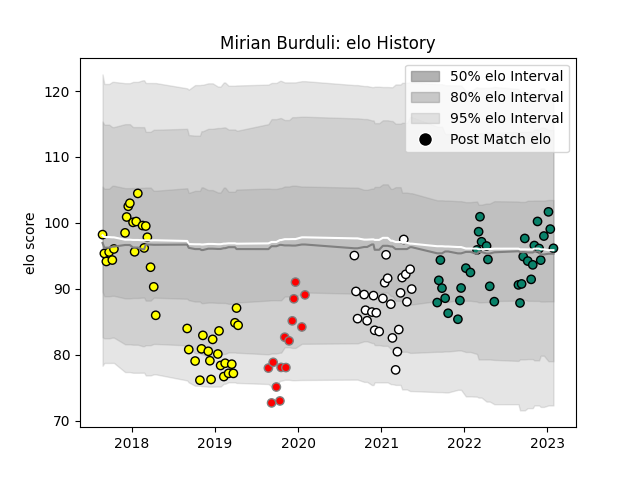 Mirian Burduli: elo History
50% elo Interval
80% elo Interval
95% elo Interval
Post Match elo
elo score
120
110
100
90
80
70
2018
2019
2020
2021
2022
2023